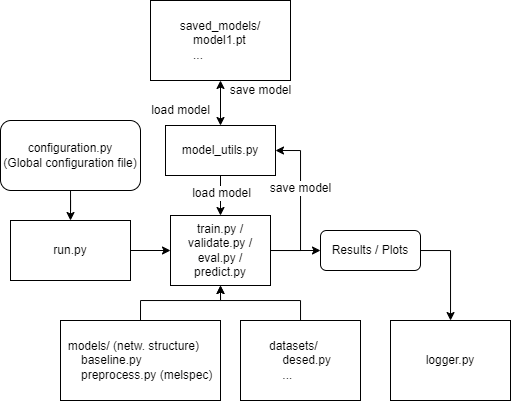 saved_models/
model1.pt
...
save model
load model
configuration.py
(Global configuration file)
model_utils.py
load model
save model
run.py
train.py /
validate.py /
eval.py /
predict.py
Results / Plots
models/ (netw. structure)
baseline.py
preprocess.py (melspec)
datasets/
desed.py
...
logger.py